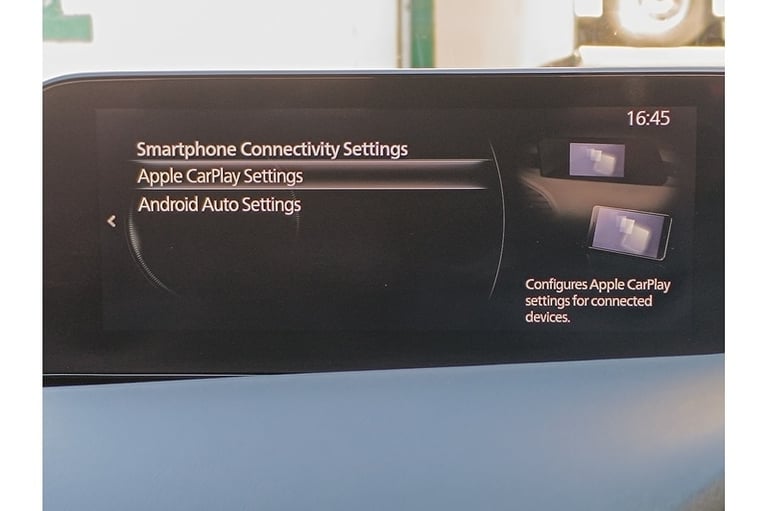 16:45
Smartphone Connectivity Settings
Apple CarPlay Settings
Android Auto Settings
Configures Apple CarPlay
settings for connected
devices.